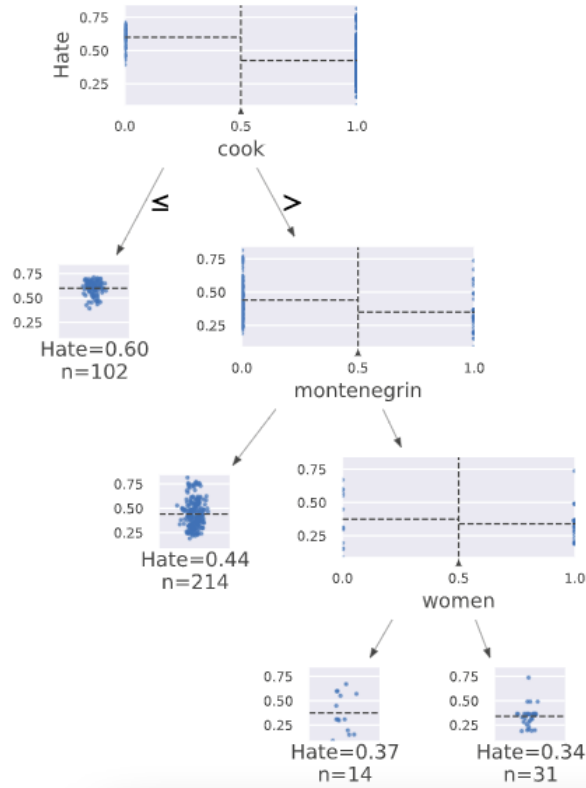 Hate
0.75
0.50
0.25
0.0 0.5 1.0
cook
≤ >
0.75
0.50
0.25
Hate=0.60
n=102
0.75
0.50
0.25
0.0 0.5 1.0
montenegrin
0.75
0.50
0.25
Hate=0.44
n=214
0.75
0.50
0.25
0.0 0.5 1.0
women
0.75
0.50
0.25
Hate=0.37
n=14
0.75
0.50
0.25
Hate=0.34
n=31